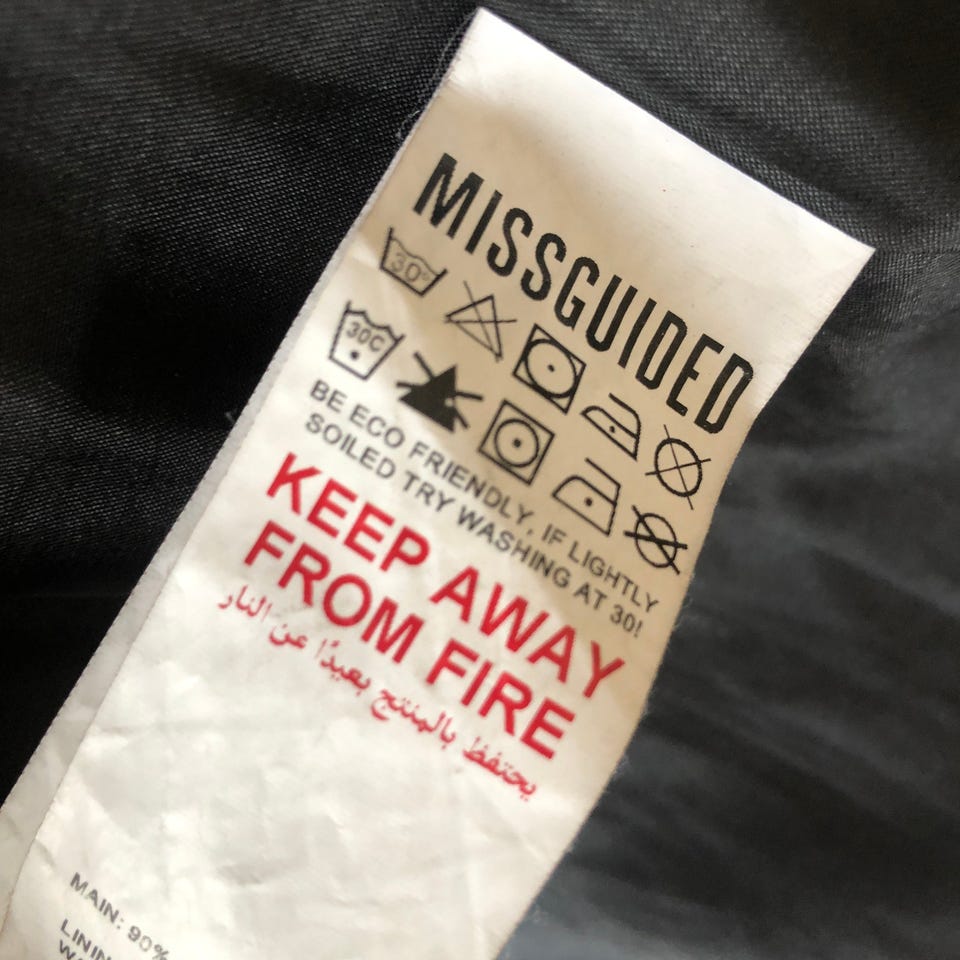 MISSGUIDED
30°
30C
BE ECO FRIENDLY, IF LIGHTLY
SOILED TRY WASHING AT 30!
KEEP AWAY
FROM FIRE
يحتفظ بالمنتج بعيدًا عن النار
MAIN: 90%